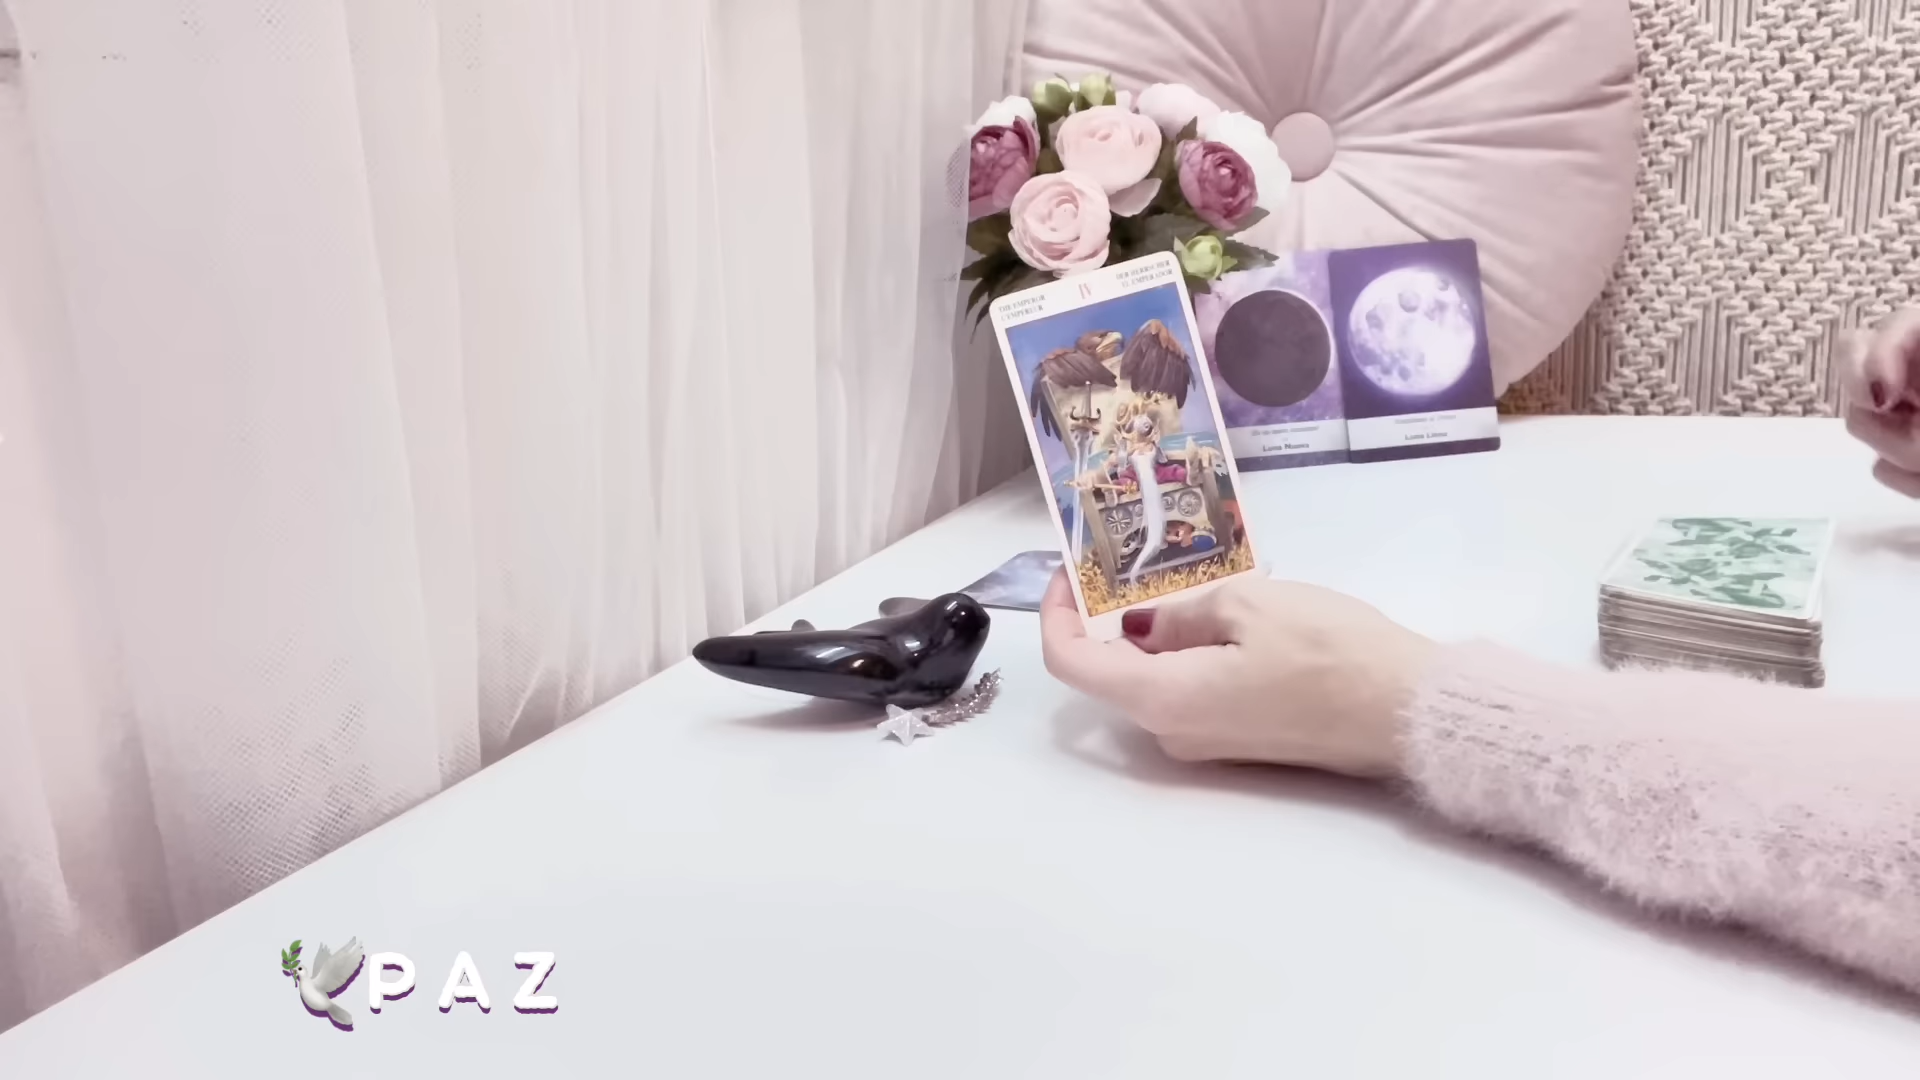 THE EMPEROR
L'EMPEREUR
IV
DER HERRSCHER
EL EMPERADOR
Luna Nueva
Luna Llena
PAZ